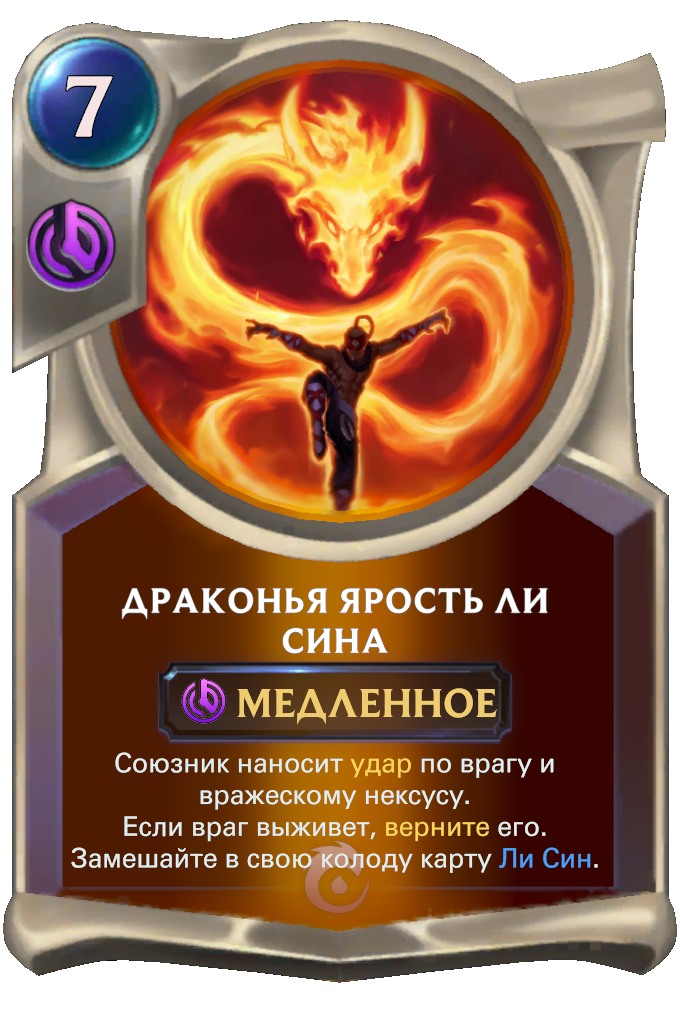 7
ДРАКОНЬЯ ЯРОСТЬ ЛИ
СИНА
МЕДЛЕННОЕ
Союзник наносит удар по врагу и
вражескому нексусу.
Если враг выживет, верните его.
Замешайте в свою колоду карту Ли Син.